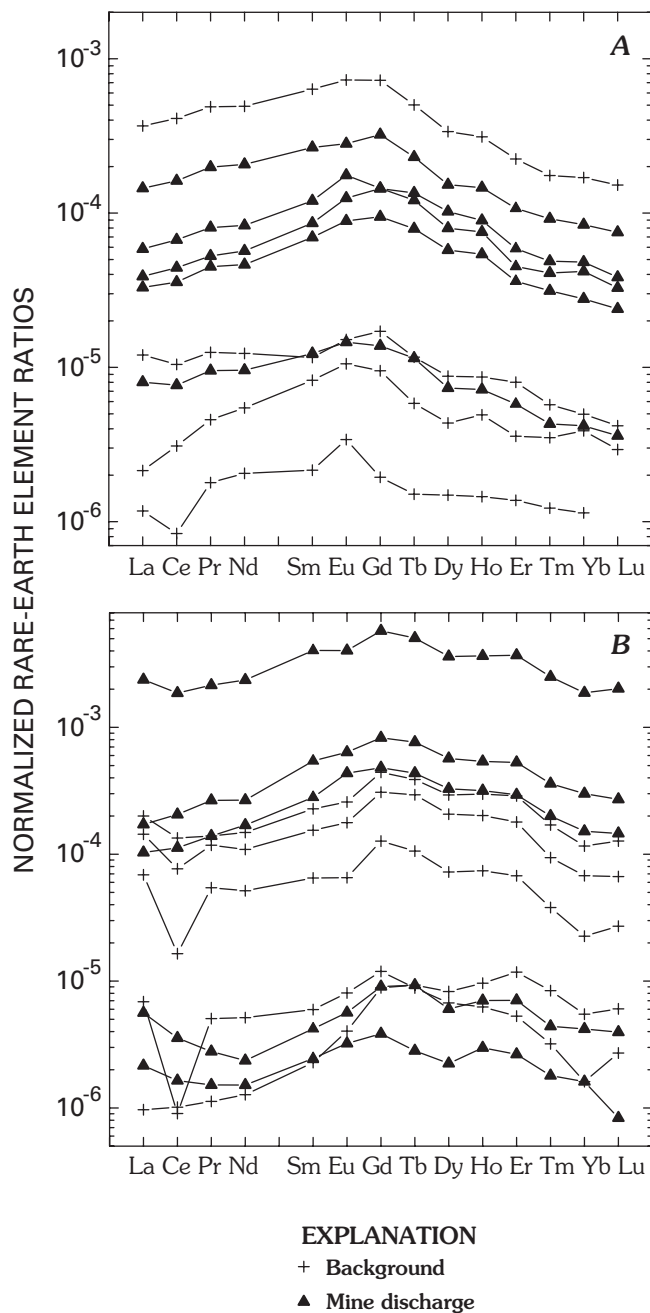 A
10-3
10-4
10-5
10-6
La Ce Pr Nd Sm Eu Gd Tb Dy Ho Er Tm Yb Lu
NORMALIZED RARE-EARTH ELEMENT RATIOS
B
10-3
10-4
10-5
10-6
La Ce Pr Nd Sm Eu Gd Tb Dy Ho Er Tm Yb Lu
EXPLANATION
Background
Mine discharge